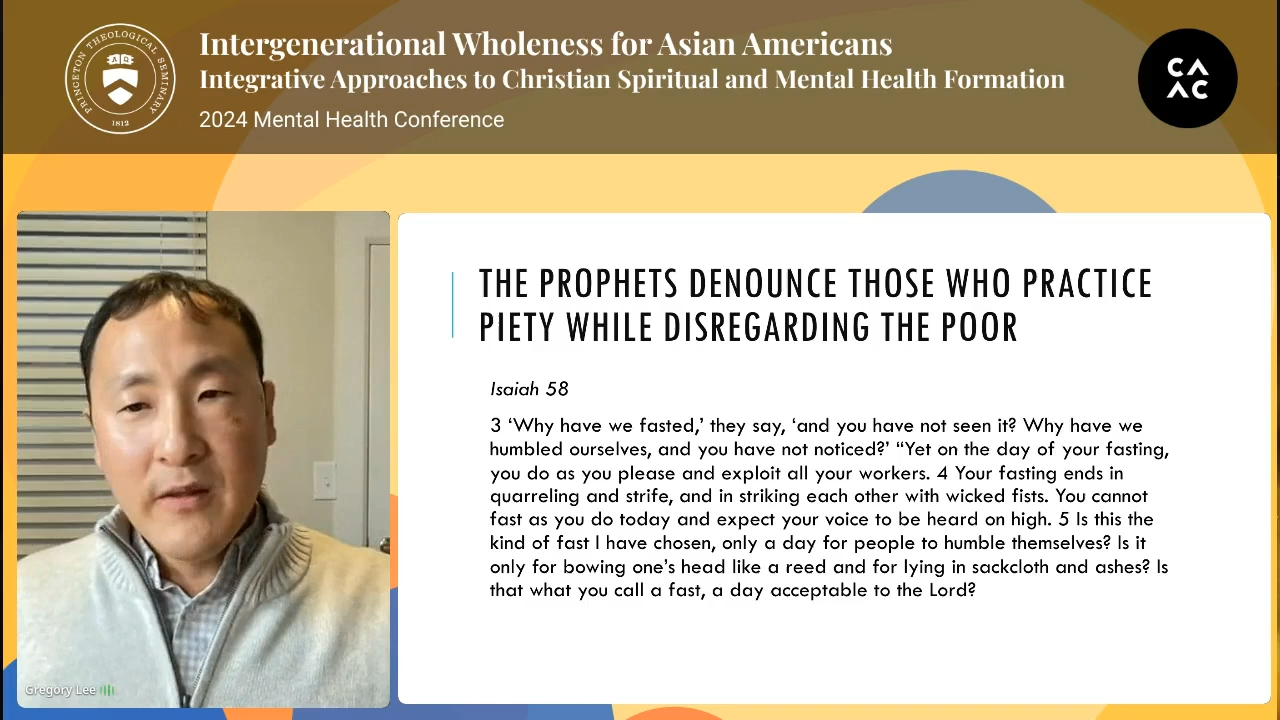 PRINCETON THEOLOGICAL SEMINARY
1812
Intergenerational Wholeness for Asian Americans
Integrative Approaches to Christian Spiritual and Mental Health Formation
2024 Mental Health Conference
CA
AC
THE PROPHETS DENOUNCE THOSE WHO PRACTICE
PIETY WHILE DISREGARDING THE POOR
Isaiah 58
3 ‘Why have we fasted,’ they say, ‘and you have not seen it? Why have we
humbled ourselves, and you have not noticed?’ “Yet on the day of your fasting,
you do as you please and exploit all your workers. 4 Your fasting ends in
quarreling and strife, and in striking each other with wicked fists. You cannot
fast as you do today and expect your voice to be heard on high. 5 Is this the
kind of fast I have chosen, only a day for people to humble themselves? Is it
only for bowing one’s head like a reed and for lying in sackcloth and ashes? Is
that what you call a fast, a day acceptable to the Lord?
Gregory Lee